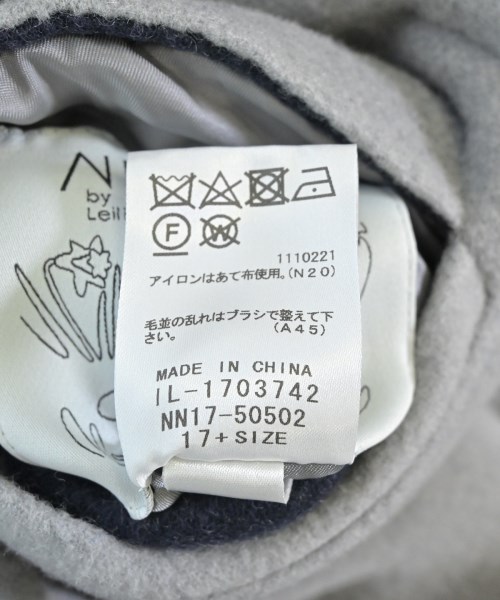 N
by
Leil
F
W
1110221
アイロンはあて布使用。(N20)
毛並の乱れはブラシで整えて下
さい。 (A45)
MADE IN CHINA
IL-1703742
NN17-50502
17+SIZE